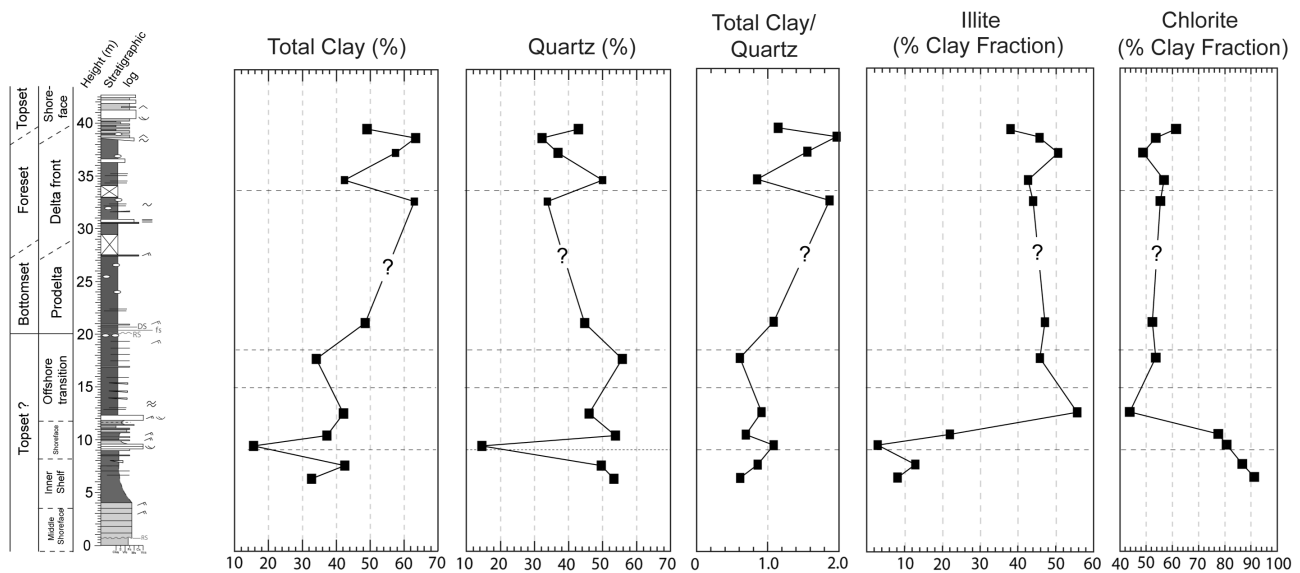 Total Clay (%)
Quartz (%)
Total Clay/
Quartz
Illite
(% Clay Fraction)
Chlorite
(% Clay Fraction)
Height (m)
Stratigraphic
log
Topset
Shore-
face
Foreset
Delta front
Bottomset
Prodelta
Topset ?
Offshore
transition
Shoreface
Inner
Shelf
Middle
Shoreface
40
35
30
25
20
15
10
5
0
DS
fs
RS
RS
?
?
?
?
?
10 20 30 40 50 60 70
10 20 30 40 50 60 70
0 1.0 2.0
10 20 30 40 50 60
40 50 60 70 80 90 100